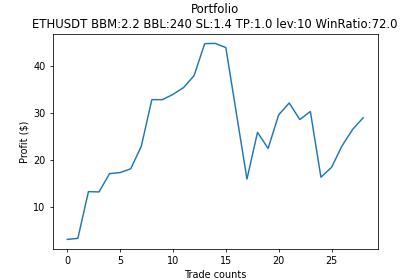 Portfolio
ETHUSDT BBM:2.2 BBL:240 SL:1.4 TP:1.0 lev:10 WinRatio:72.0
Profit ($)
40
30
20
10
0 5 10 15 20 25
Trade counts